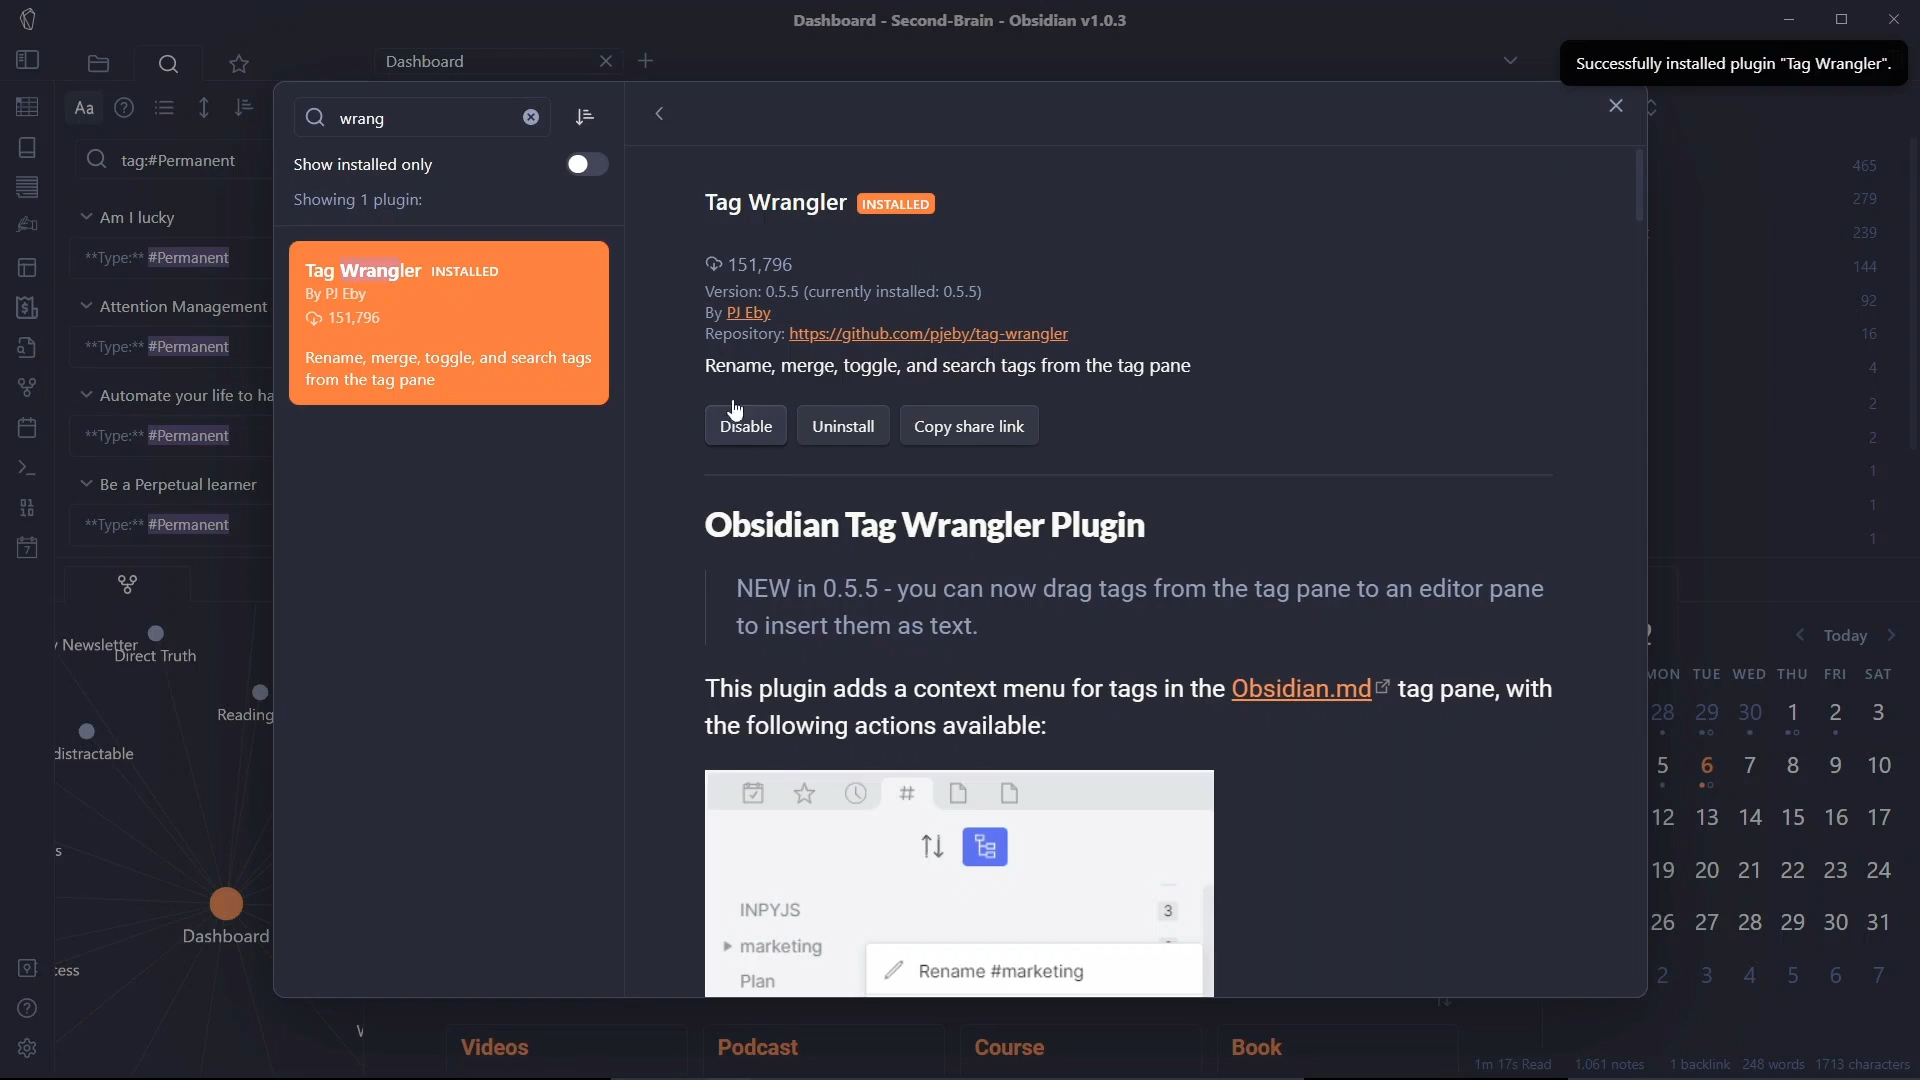 Dashboard - Second-Brain - Obsidian v1.0.3
Dashboard
Successfully installed plugin "Tag Wrangler".
Aa
tag:#Permanent
Am I lucky
**Type:** #Permanent
Attention Management
**Type:** #Permanent
Automate your life to ha
**Type:** #Permanent
Be a Perpetual learner
**Type:** #Permanent
Newsletter
Direct Truth
Reading
distractable
s
Dashboard
cess
wrang
Show installed only
Showing 1 plugin:
Tag Wrangler INSTALLED
By PJ Eby
151,796
Rename, merge, toggle, and search tags
from the tag pane
Tag Wrangler INSTALLED
151,796
Version: 0.5.5 (currently installed: 0.5.5)
By PJ Eby
Repository: https://github.com/pjeby/tag-wrangler
Rename, merge, toggle, and search tags from the tag pane
Disable Uninstall Copy share link
Obsidian Tag Wrangler Plugin
NEW in 0.5.5 - you can now drag tags from the tag pane to an editor pane
to insert them as text.
This plugin adds a context menu for tags in the Obsidian.md tag pane, with
the following actions available:
#
INPYJS 3
marketing
Rename #marketing
Plan
465
279
239
144
92
16
4
2
2
1
1
1
Today
MON TUE WED THU FRI SAT
28 29 30 1 2 3
5 6 7 8 9 10
12 13 14 15 16 17
19 20 21 22 23 24
26 27 28 29 30 31
2 3 4 5 6 7
Videos Podcast Course Book
1m 17s Read 1,061 notes 1 backlink 248 words 1713 characters